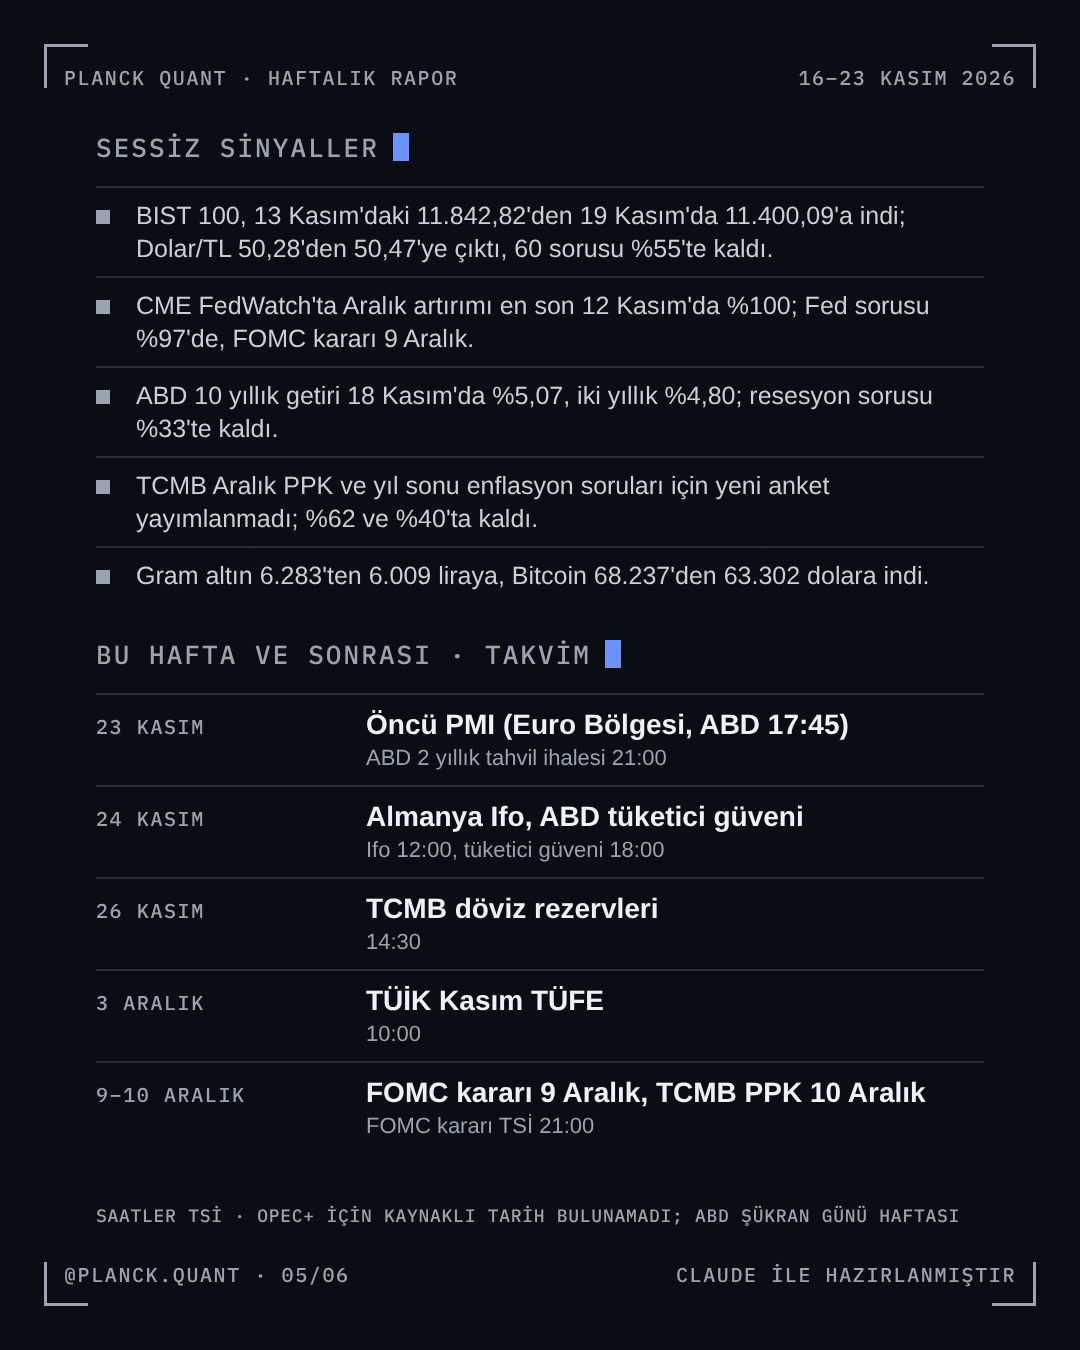 PLANCK QUANT · HAFTALIK RAPOR
16–23 KASIM 2026
SESSİZ SİNYALLER
BIST 100, 13 Kasım'daki 11.842,82'den 19 Kasım'da 11.400,09'a indi;
Dolar/TL 50,28'den 50,47'ye çıktı, 60 sorusu %55'te kaldı.
CME FedWatch'ta Aralık artırımı en son 12 Kasım'da %100; Fed sorusu
%97'de, FOMC kararı 9 Aralık.
ABD 10 yıllık getiri 18 Kasım'da %5,07, iki yıllık %4,80; resesyon sorusu
%33'te kaldı.
TCMB Aralık PPK ve yıl sonu enflasyon soruları için yeni anket
yayımlanmadı; %62 ve %40'ta kaldı.
Gram altın 6.283'ten 6.009 liraya, Bitcoin 68.237'den 63.302 dolara indi.
BU HAFTA VE SONRASI · TAKVİM
23 KASIM
Öncü PMI (Euro Bölgesi, ABD 17:45)
ABD 2 yıllık tahvil ihalesi 21:00
24 KASIM
Almanya Ifo, ABD tüketici güveni
Ifo 12:00, tüketici güveni 18:00
26 KASIM
TCMB döviz rezervleri
14:30
3 ARALIK
TÜİK Kasım TÜFE
10:00
9–10 ARALIK
FOMC kararı 9 Aralık, TCMB PPK 10 Aralık
FOMC kararı TSİ 21:00
SAATLER TSİ · OPEC+ İÇİN KAYNAKLI TARİH BULUNAMADI; ABD ŞÜKRAN GÜNÜ HAFTASI
@PLANCK.QUANT · 05/06
CLAUDE İLE HAZIRLANMIŞTIR